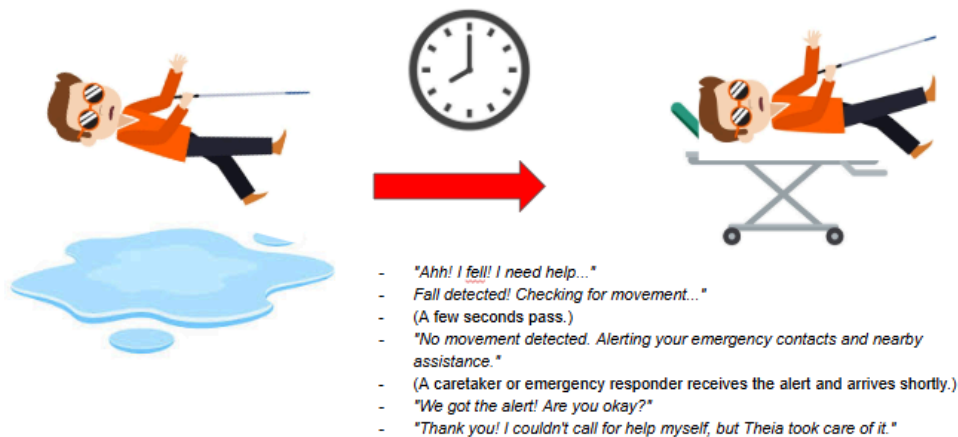 - "Ahh! I fell! I need help..."
- Fall detected! Checking for movement..."
- (A few seconds pass.)
- "No movement detected. Alerting your emergency contacts and nearby
assistance."
- (A caretaker or emergency responder receives the alert and arrives shortly.)
- "We got the alert! Are you okay?"
- "Thank you! I couldn't call for help myself, but Theia took care of it."